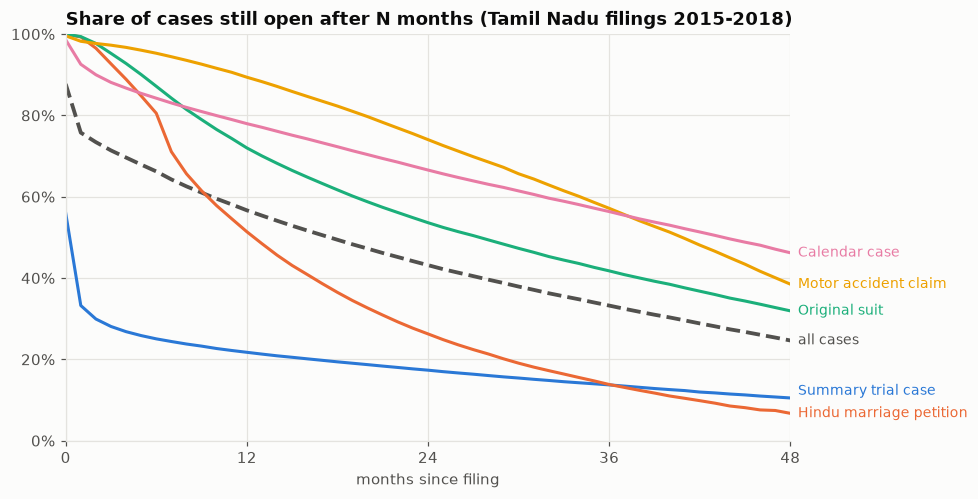 Share of cases still open after N months (Tamil Nadu filings 2015-2018)
100%
80%
60%
40%
20%
0%
Calendar case
Motor accident claim
Original suit
all cases
Summary trial case
Hindu marriage petition
0 12 24 36 48
months since filing